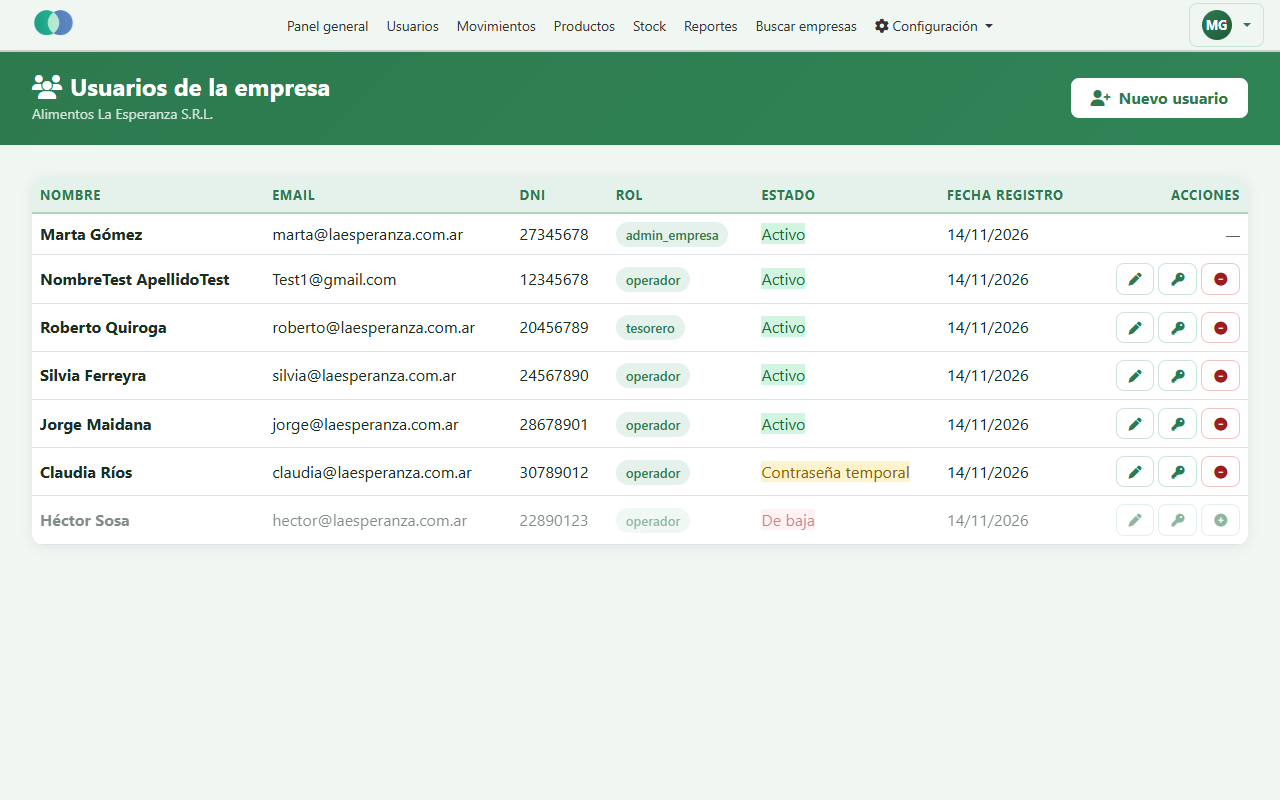 Panel general Usuarios Movimientos Productos Stock Reportes Buscar empresas Configuración MG
Usuarios de la empresa
Alimentos La Esperanza S.R.L.
Nuevo usuario
NOMBRE EMAIL DNI ROL ESTADO FECHA REGISTRO ACCIONES
Marta Gómez marta@laesperanza.com.ar 27345678 admin_empresa Activo 14/11/2026 —
NombreTest ApellidoTest Test1@gmail.com 12345678 operador Activo 14/11/2026
Roberto Quiroga roberto@laesperanza.com.ar 20456789 tesorero Activo 14/11/2026
Silvia Ferreyra silvia@laesperanza.com.ar 24567890 operador Activo 14/11/2026
Jorge Maidana jorge@laesperanza.com.ar 28678901 operador Activo 14/11/2026
Claudia Ríos claudia@laesperanza.com.ar 30789012 operador Contraseña temporal 14/11/2026
Héctor Sosa hector@laesperanza.com.ar 22890123 operador De baja 14/11/2026